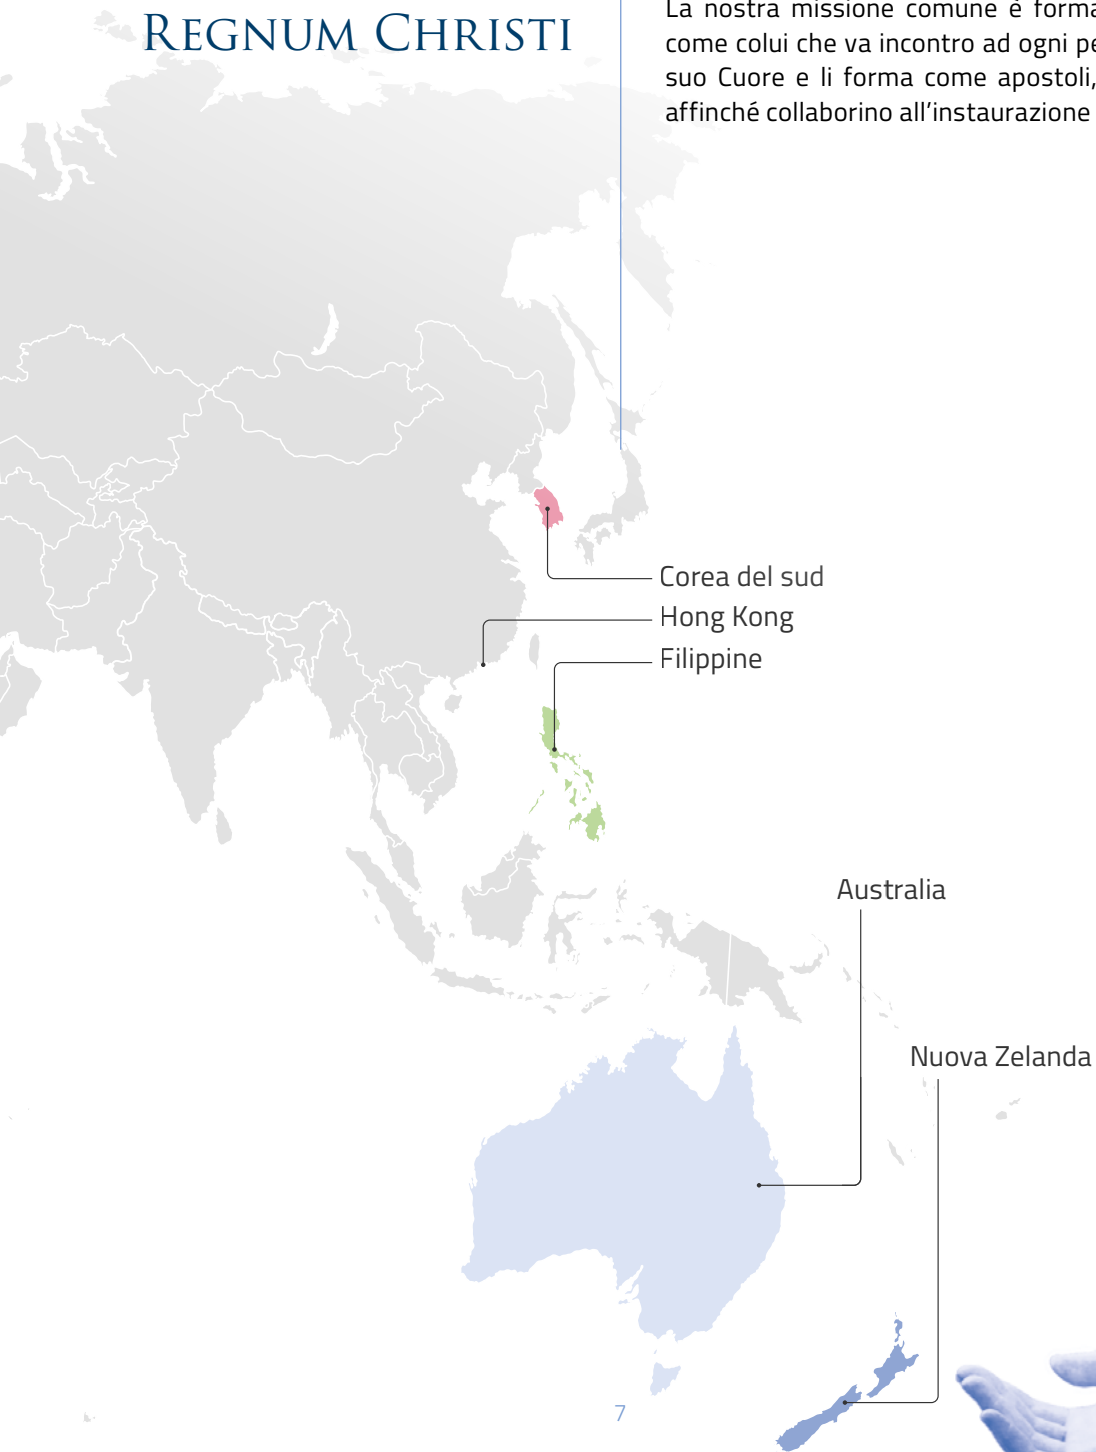 REGNUM CHRISTI
La nostra missione comune è forma
come colui che va incontro ad ogni pe
suo Cuore e li forma come apostoli,
affinché collaborino all'instaurazione
Corea del sud
Hong Kong
Filippine
Australia
Nuova Zelanda
7